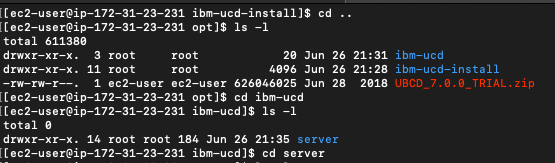 [[ec2-user@ip-172-31-23-231 ibm-ucd-install]$ cd ..
[[ec2-user@ip-172-31-23-231 opt]$ ls -l
total 611380
drwxr-xr-x. 3 root root 20 Jun 26 21:31 ibm-ucd
drwxr-xr-x. 11 root root 4096 Jun 26 21:28 ibm-ucd-install
-rw-rw-r--. 1 ec2-user ec2-user 626046025 Jun 28 2018 UBCD_7.0.0_TRIAL.zip
[[ec2-user@ip-172-31-23-231 opt]$ cd ibm-ucd
[[ec2-user@ip-172-31-23-231 ibm-ucd]$ ls -l
total 0
drwxr-xr-x. 14 root root 184 Jun 26 21:35 server
[[ec2-user@ip-172-31-23-231 ibm-ucd]$ cd server